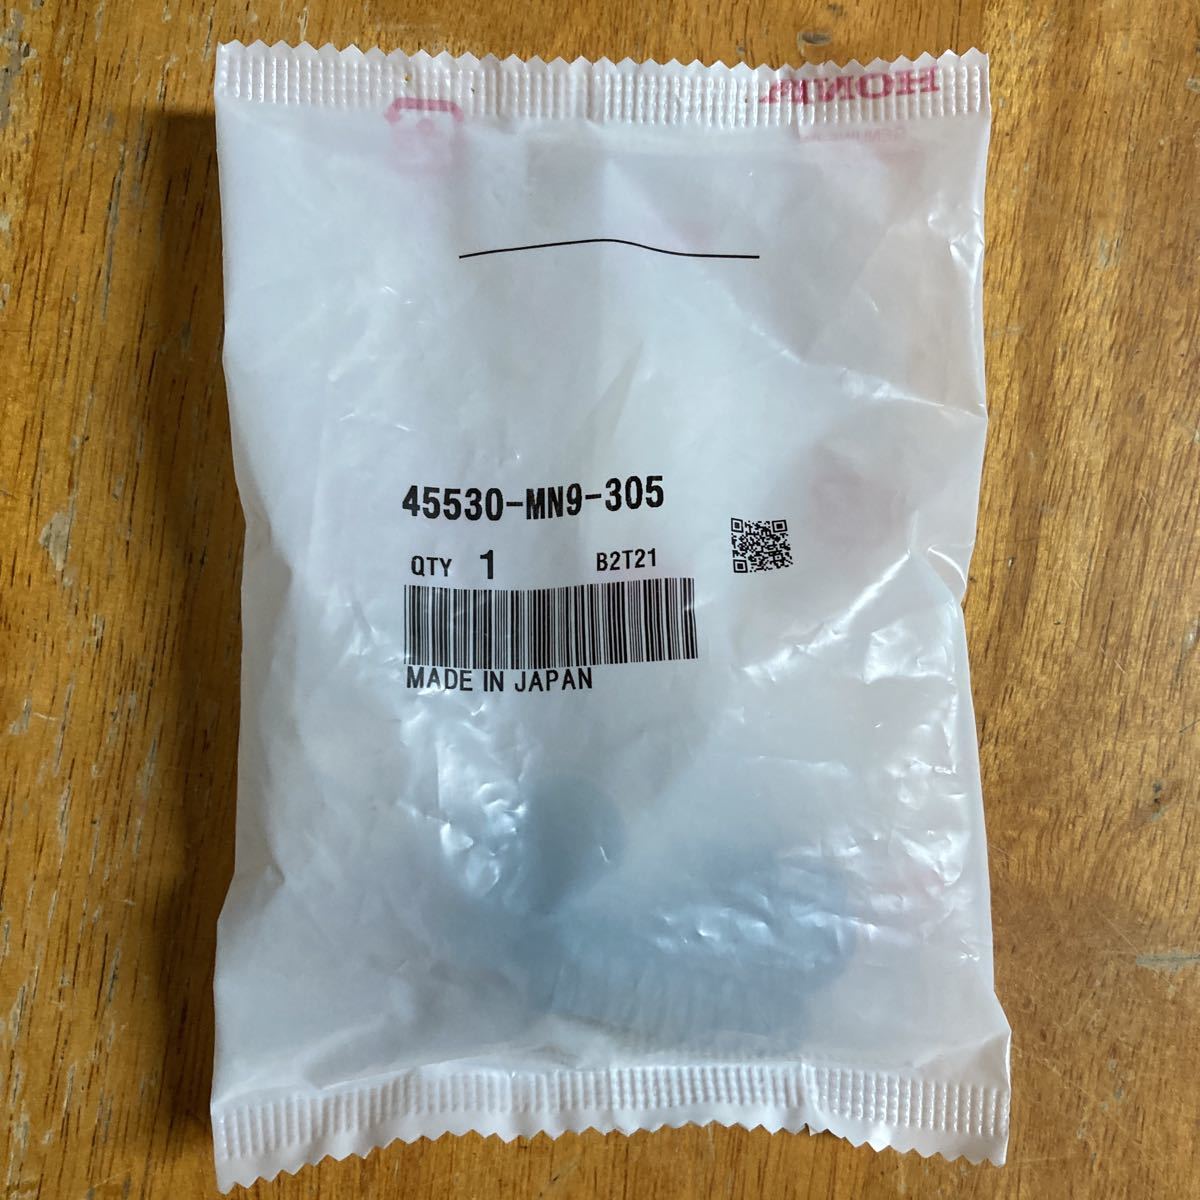 HONDA
45530-MN9-305
QTY 1 B2T21
MADE IN JAPAN